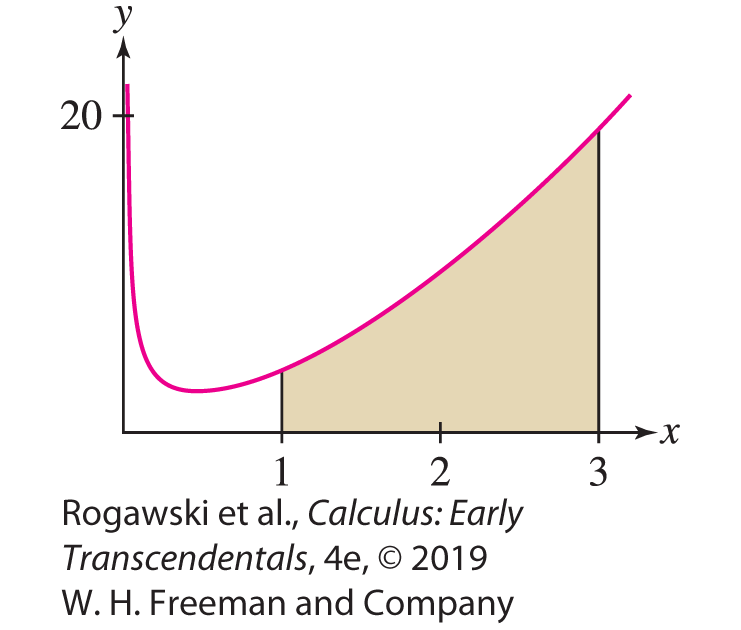 y
20
x
1 2 3
Rogawski et al., Calculus: Early
Transcendentals, 4e, © 2019
W. H. Freeman and Company